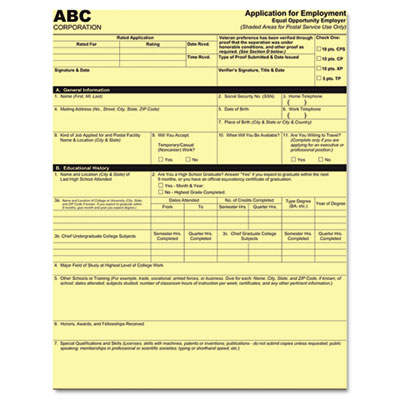 ABC
CORPORATION
Application for Employment
Equal Opportunity Employer
(Shaded Areas for Postal Service Use Only)
Rated Application
Rated For
Rating
Date Rcvd.
Time Rcvd.
Signature & Date
Veteran preference has been verified through
proof that the separation was under
honorable conditions, and other proof as
required. (See Section D below.)
Type of Proof Submitted & Date Issued
Verifier's Signature, Title & Date
Check One:
10 pts. CPS
10 pts. CP
10 pts. XP
5 pts. TP
A. General Information
1. Name (First, MI, Last)
2. Social Security No. (SSN)
3. Home Telephone
( )
4. Mailing Address (No., Street, City, State, ZIP Code)
5. Date of Birth
6. Work Telephone
( )
7. Place of Birth (City & State or City & Country)
8. Kind of Job Applied for and Postal Facility
Name & Location (City & State)
9. Will You Accept
Temporary/Casual
(Noncareer) Work?
Yes No
10. When Will You Be Available?
11. Are You Willing to Travel?
(Complete only if you are
applying for an executive or
professional position.)
Yes No
B. Educational History
1. Name and Location (City & State) of
Last High School Attended
2. Are You a High School Graduate? Answer "Yes" if you expect to graduate within the next
9 months, or you have an official equivalency certificate of graduation.
Yes - Month & Year
No - Highest Grade Completed:
3a. Name and Location of College or University (City, State
and ZIP Code if known. If you expect to graduate within
9 months, give month and year you expect degree.)
Dates Attended
From
To
No. of Credits Completed
Semester Hrs.
Quarter Hrs.
Type Degree
(BA, etc.)
Year of Degree
3b. Chief Undergraduate College Subjects
Semester Hrs.
Completed
Quarter Hrs.
Completed
3c. Chief Graduate College
Subjects
Semester Hrs.
Completed
Quarter Hrs.
Completed
4. Major Field of Study at Highest Level of College Work
5. Other Schools or Training (For example, trade, vocational, armed forces, or business. Give for each: Name, City, State, and ZIP Code, if known, of
school; dates attended; subjects studied; number of classroom hours of instruction per week; certificates; and any other pertinent information.)
6. Honors, Awards, and Fellowships Received
7. Special Qualifications and Skills (Licenses; skills with machines, patents or inventions; publications - do not submit copies unless requested; public
speaking; memberships in professional or scientific societies; typing or shorthand speed, etc.)